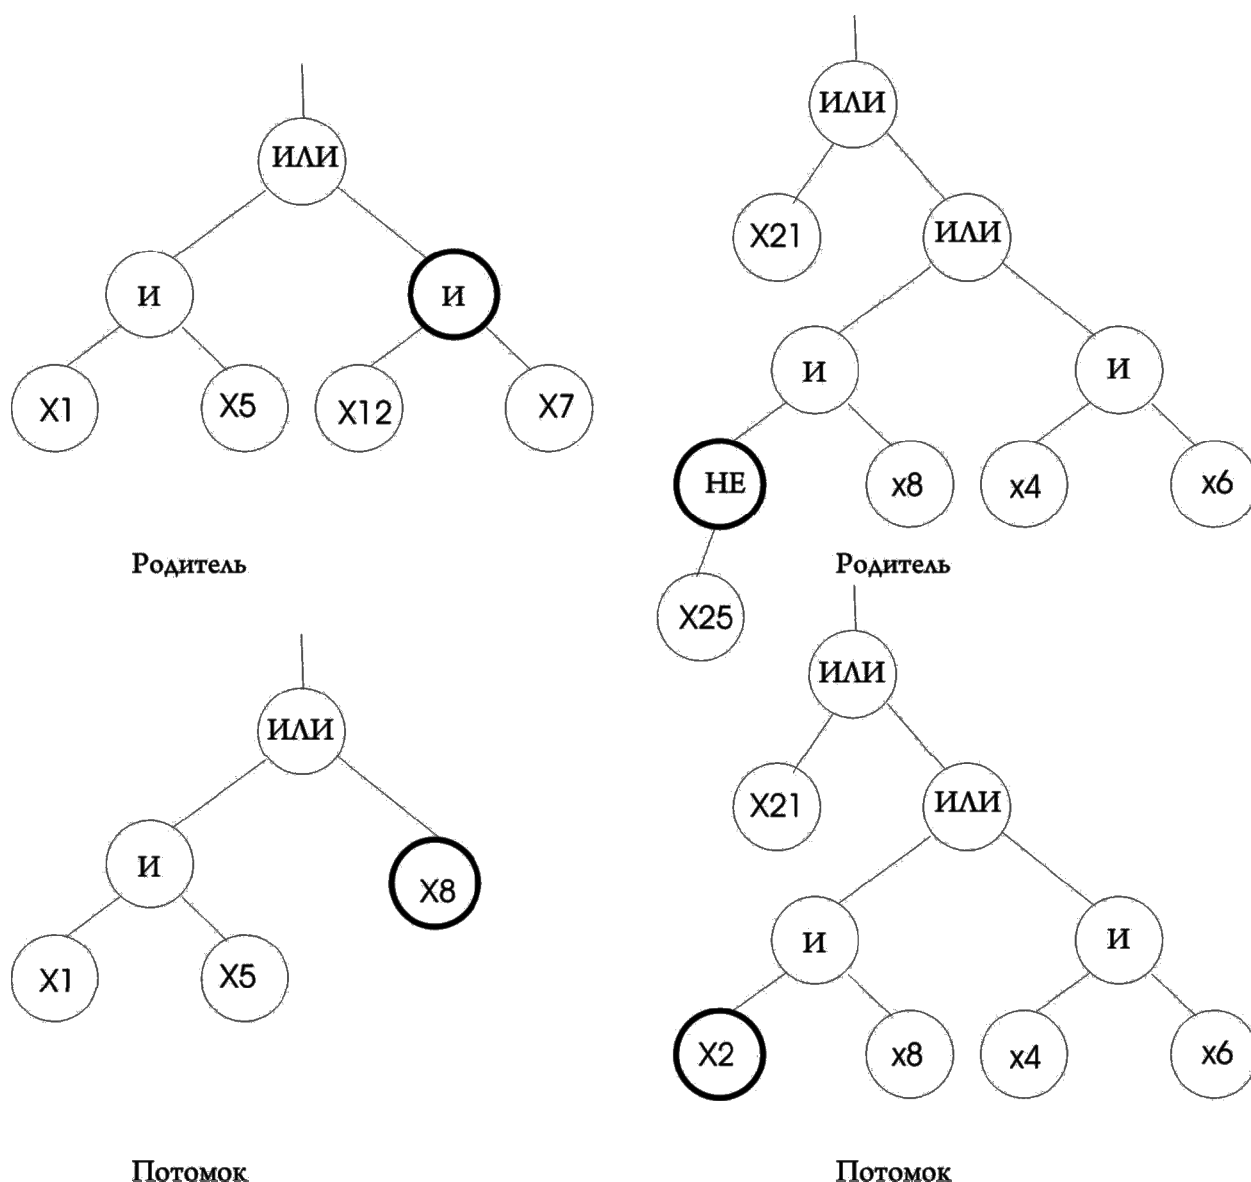 ИЛИ
И
И
X1
X5
X12
X7
Родитель
ИЛИ
X21
ИЛИ
И
И
НЕ
x8
x4
x6
X25
Родитель
ИЛИ
И
X8
X1
X5
Потомок
ИЛИ
X21
ИЛИ
И
И
X2
x8
x4
x6
Потомок